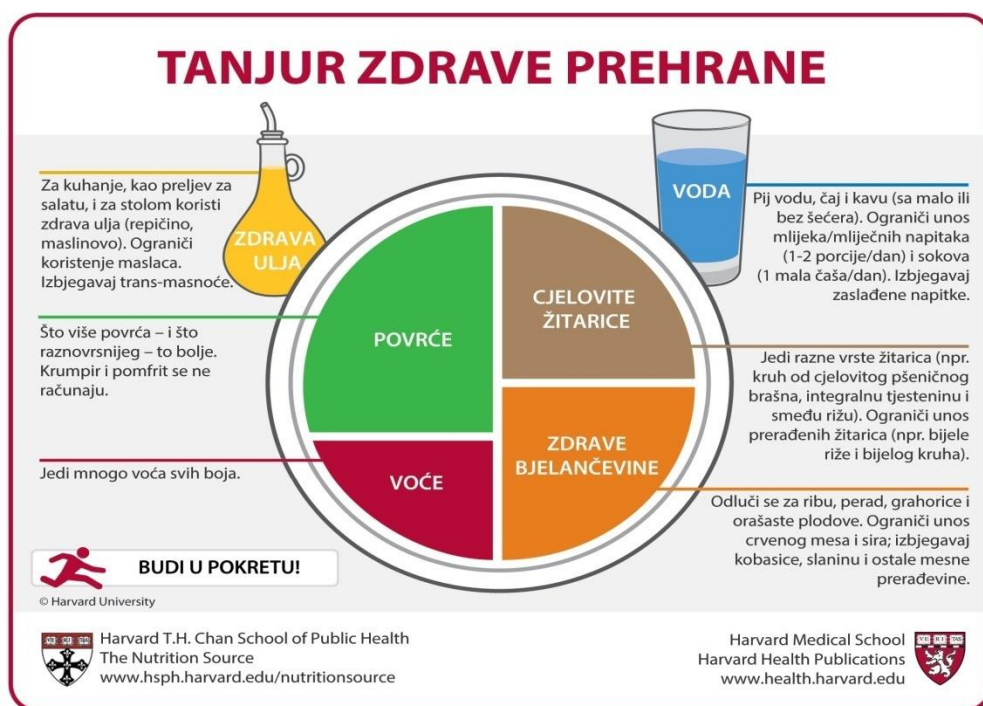 TANJUR ZDRAVE PREHRANE
Za kuhanje, kao preljev za
salatu, i za stolom koristi
zdrava ulja (repičino,
maslinovo). Ograniči
korištenje maslaca.
Izbjegavaj trans-masnoće.
ZDRAVA
ULJA
VODA
Pij vodu, čaj i kavu (sa malo ili
bez šećera). Ograniči unos
mlijeka/mliječnih napitaka
(1-2 porcije/dan) i sokova
(1 mala čaša/dan). Izbjegavaj
zaslađene napitke.
Što više povrća – i što
raznovrsnijeg – to bolje.
Krumpir i pomfrit se ne
računaju.
POVRĆE
CJELOVITE
ŽITARICE
Jedi razne vrste žitarica (npr.
kruh od cjelovitog pšeničnog
brašna, integralnu tjesteninu i
smeđu rižu). Ograniči unos
prerađenih žitarica (npr. bijele
riže i bijelog kruha).
Jedi mnogo voća svih boja.
VOĆE
ZDRAVE
BJELANČEVINE
Odluči se za ribu, perad, grahorice i
orašaste plodove. Ograniči unos
crvenog mesa i sira; izbjegavaj
kobasice, slaninu i ostale mesne
prerađevine.
BUDI U POKRETU!
© Harvard University
Harvard T.H. Chan School of Public Health
The Nutrition Source
www.hsph.harvard.edu/nutritionsource
Harvard Medical School
Harvard Health Publications
www.health.harvard.edu
VE RI TAS